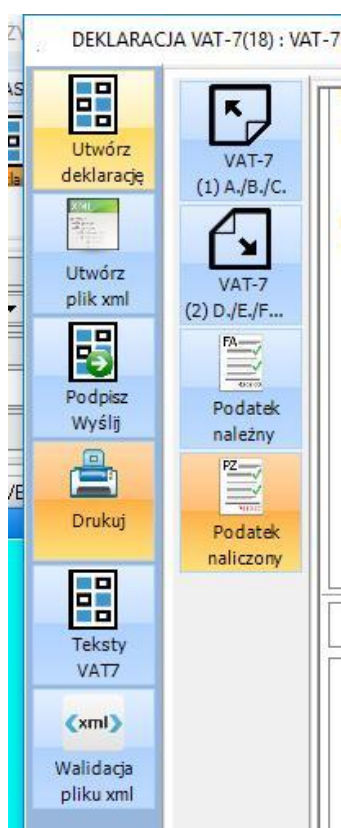 DEKLARACJA VAT-7(18) : VAT-7
Utwórz
deklarację
XML
Utwórz
plik xml
Podpisz
Wyślij
Drukuj
Teksty
VAT7
xml
Walidacja
pliku xml
VAT-7
(1) A./B./C.
VAT-7
(2) D./E./F...
FA
Podatek
należny
PZ
Podatek
naliczony